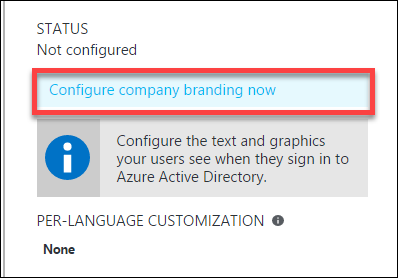 STATUS
Not configured
Configure company branding now
Configure the text and graphics
your users see when they sign in to
Azure Active Directory.
PER-LANGUAGE CUSTOMIZATION
None